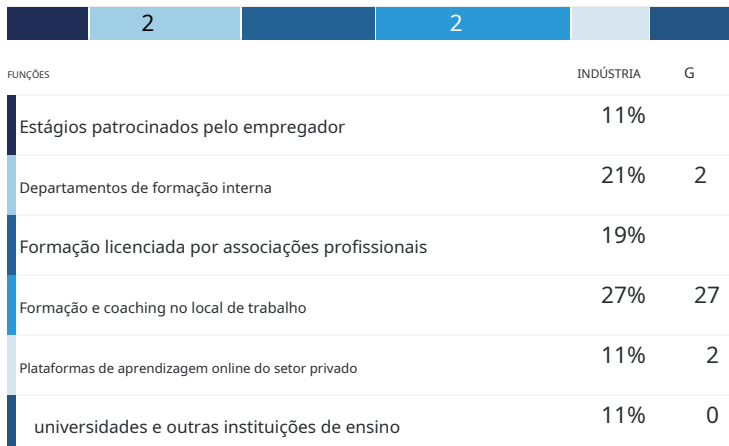 2 2
FUNÇÕES INDÚSTRIA G
Estágios patrocinados pelo empregador 11%
Departamentos de formação interna 21% 2
Formação licenciada por associações profissionais 19%
Formação e coaching no local de trabalho 27% 27
Plataformas de aprendizagem online do setor privado 11% 2
universidades e outras instituições de ensino 11% 0